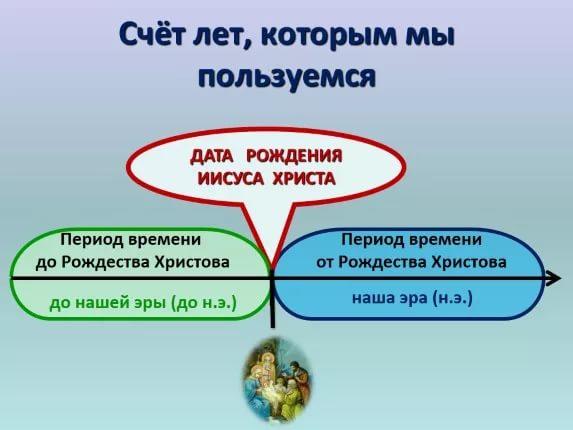 Счёт лет, которым мы
пользуемся
ДАТА РОЖДЕНИЯ
ИИСУСА ХРИСТА
Период времени
до Рождества Христова
до нашей эры (до н.э.)
Период времени
от Рождества Христова
наша эра (н.э.)